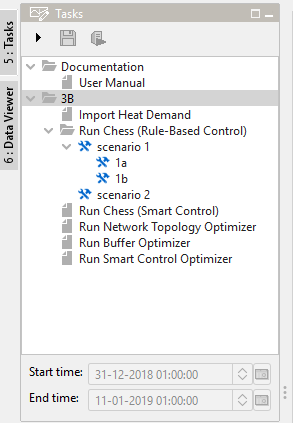 Tasks
5 : Tasks
6 : Data Viewer
Documentation
User Manual
3B
Import Heat Demand
Run Chess (Rule-Based Control)
scenario 1
1a
1b
scenario 2
Run Chess (Smart Control)
Run Network Topology Optimizer
Run Buffer Optimizer
Run Smart Control Optimizer
Start time: 31-12-2018 01:00:00
End time: 11-01-2019 01:00:00